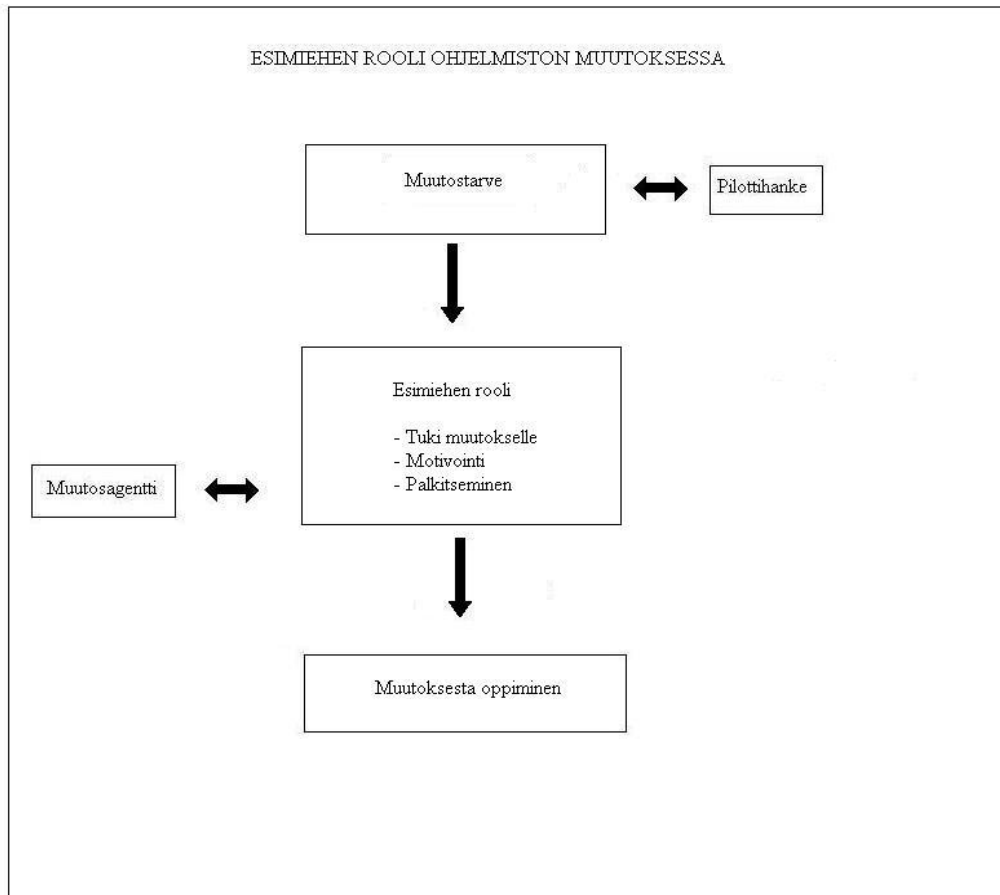 ESIMIEHEN ROOLI OHJELMISTON MUUTOKSESSA
Muutostarve
Pilottihanke
Esimiehen rooli
- Tuki muutokselle
- Motivointi
- Palkitseminen
Muutosagentti
Muutoksesta oppiminen